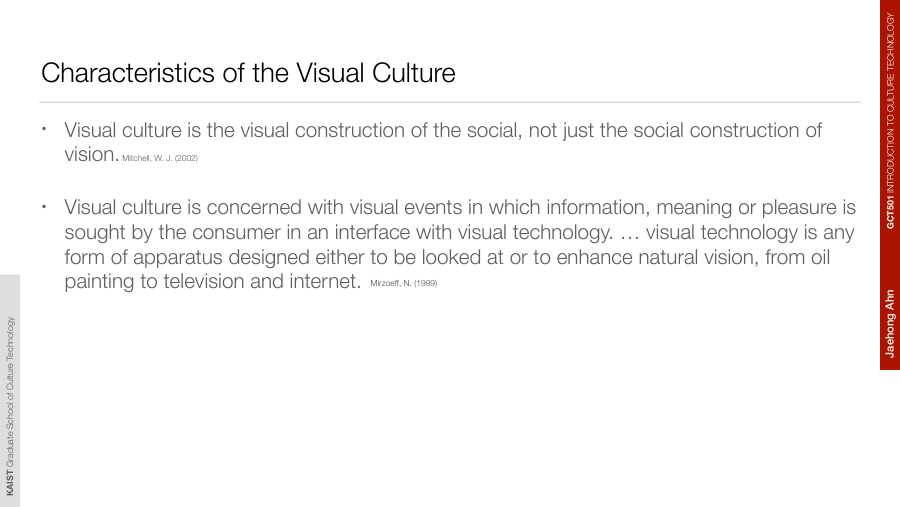 Characteristics of the Visual Culture
• Visual culture is the visual construction of the social, not just the social construction of
vision. Mitchell, W. J. (2002)
• Visual culture is concerned with visual events in which information, meaning or pleasure is
sought by the consumer in an interface with visual technology. … visual technology is any
form of apparatus designed either to be looked at or to enhance natural vision, from oil
painting to television and internet. Mirzoeff, N. (1999)
GCT501 INTRODUCTION TO CULTURE TECHNOLOGY
Jaehong Ahn
KAIST Graduate School of Culture Technology